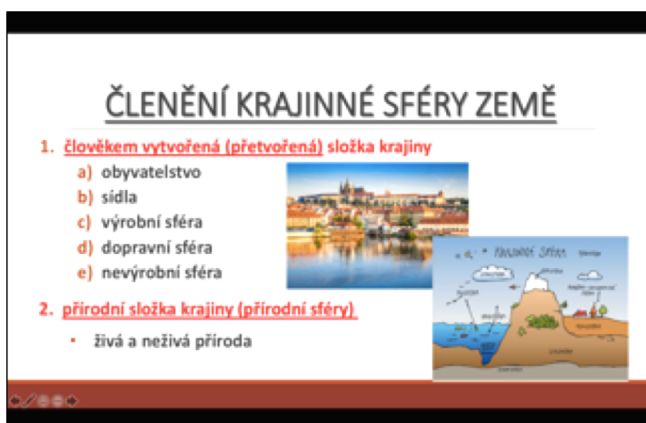 ČLENĚNÍ KRAJINNÉ SFÉRY ZEMĚ
1. člověkem vytvořená (přetvořená) složka krajiny
a) obyvatelstvo
b) sídla
c) výrobní sféra
d) dopravní sféra
e) nevýrobní sféra
2. přírodní složka krajiny (přírodní sféry)
• živá a neživá příroda